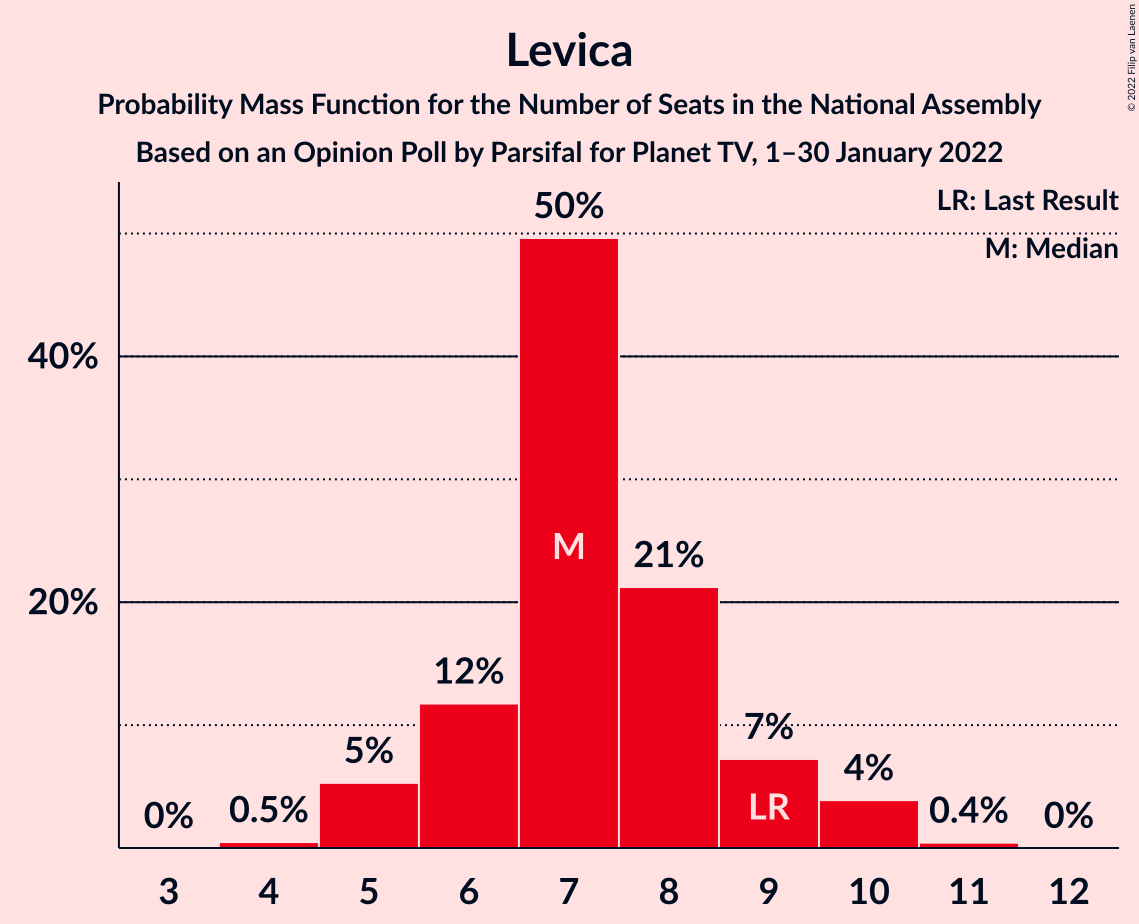 Levica
Probability Mass Function for the Number of Seats in the National Assembly
Based on an Opinion Poll by Parsifal for Planet TV, 1–30 January 2022
© 2022 Filip van Laenen
LR: Last Result
M: Median
50%
40%
20%
M
21%
12%
7%
5%
4%
LR
0%
0.5%
0.4%
0%
3 4 5 6 7 8 9 10 11 12